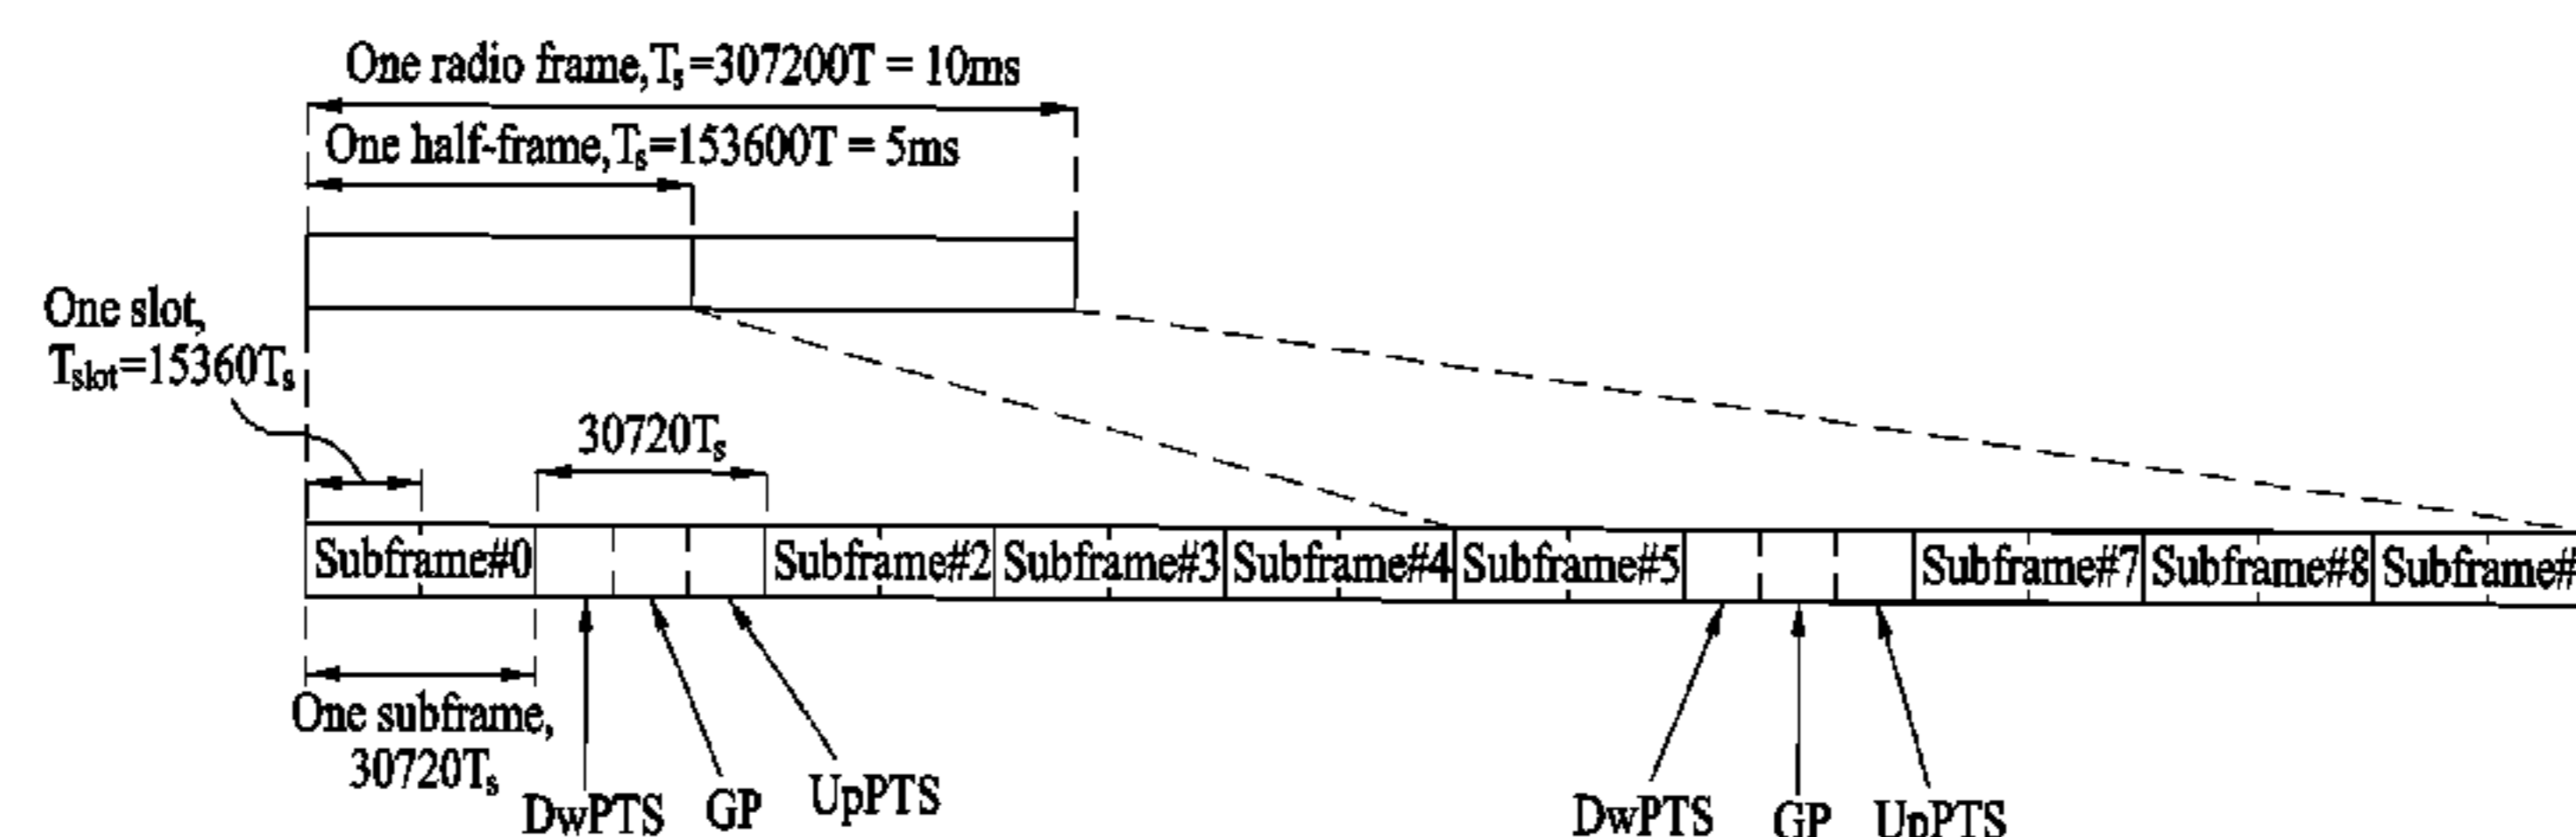 One radio frame,Ts=307200T = 10ms
One half-frame,Ts=153600T = 5ms
One slot,
Tslot=15360Ts
30720Ts
Subframe#0 Subframe#2 Subframe#3 Subframe#4 Subframe#5 Subframe#7 Subframe#8 Subframe#
One subframe,
30720Ts
DwPTS GP UpPTS DwPTS GP UpPTS